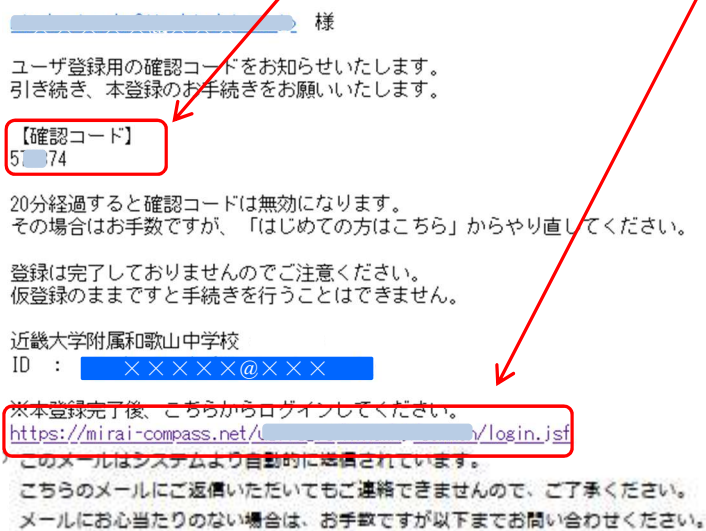 様
ユーザ登録用の確認コードをお知らせいたします。
引き続き、本登録のお手続きをお願いいたします。
【確認コード】
57 874
20分経過すると確認コードは無効になります。
その場合はお手数ですが、「はじめての方はこちら」からやり直してください。
登録は完了しておりませんのでご注意ください。
仮登録のままですと手続きを行うことはできません。
近畿大学附属和歌山中学校
ID : ×××××@×××
※本登録完了後、こちらからログインしてください。
https://mirai-compass.net/u /login.jsf
このメールはシステムより自動的に送信されています。
こちらのメールにご返信いただいてもご連絡できませんので、ご了承ください。
メールにお心当たりのない場合は、お手数ですが以下までお問い合わせください。